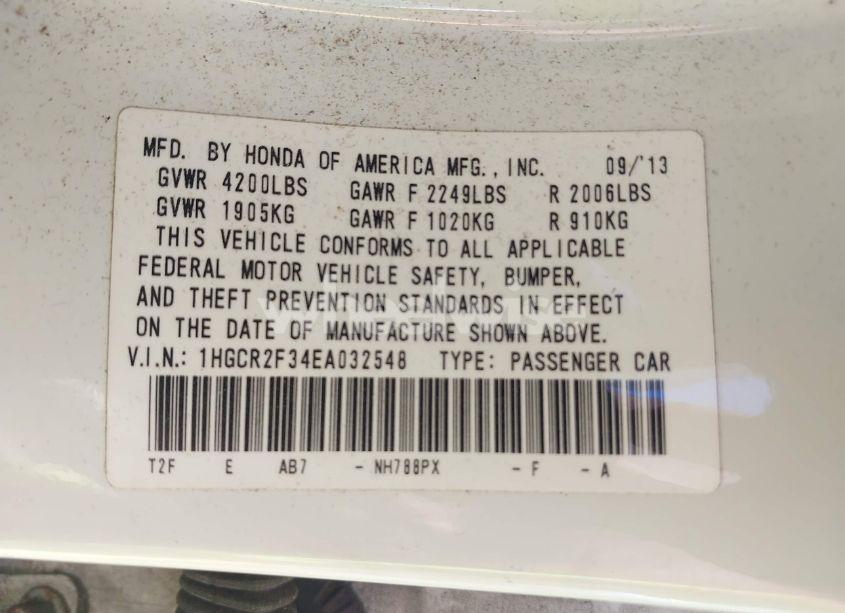 MFD. BY HONDA OF AMERICA MFG., INC. 09/'13
GVWR 4200LBS GAWR F 2249LBS R 2006LBS
GVWR 1905KG GAWR F 1020KG R 910KG
THIS VEHICLE CONFORMS TO ALL APPLICABLE
FEDERAL MOTOR VEHICLE SAFETY, BUMPER,
AND THEFT PREVENTION STANDARDS IN EFFECT
ON THE DATE OF MANUFACTURE SHOWN ABOVE.
V.I.N.: 1HGCR2F34EA032548 TYPE: PASSENGER CAR
T2F E AB7 - NH788PX - F - A